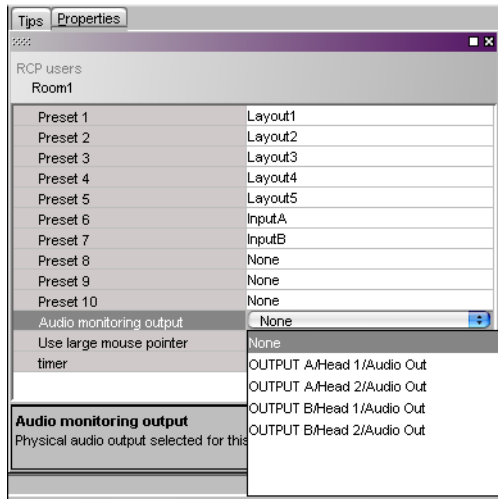 Tips Properties
RCP users
Room1
Preset 1 Layout1
Preset 2 Layout2
Preset 3 Layout3
Preset 4 Layout4
Preset 5 Layout5
Preset 6 InputA
Preset 7 InputB
Preset 8 None
Preset 9 None
Preset 10 None
Audio monitoring output None
Use large mouse pointer None
timer OUTPUT A/Head 1/Audio Out
OUTPUT A/Head 2/Audio Out
OUTPUT B/Head 1/Audio Out
OUTPUT B/Head 2/Audio Out
Audio monitoring output
Physical audio output selected for this